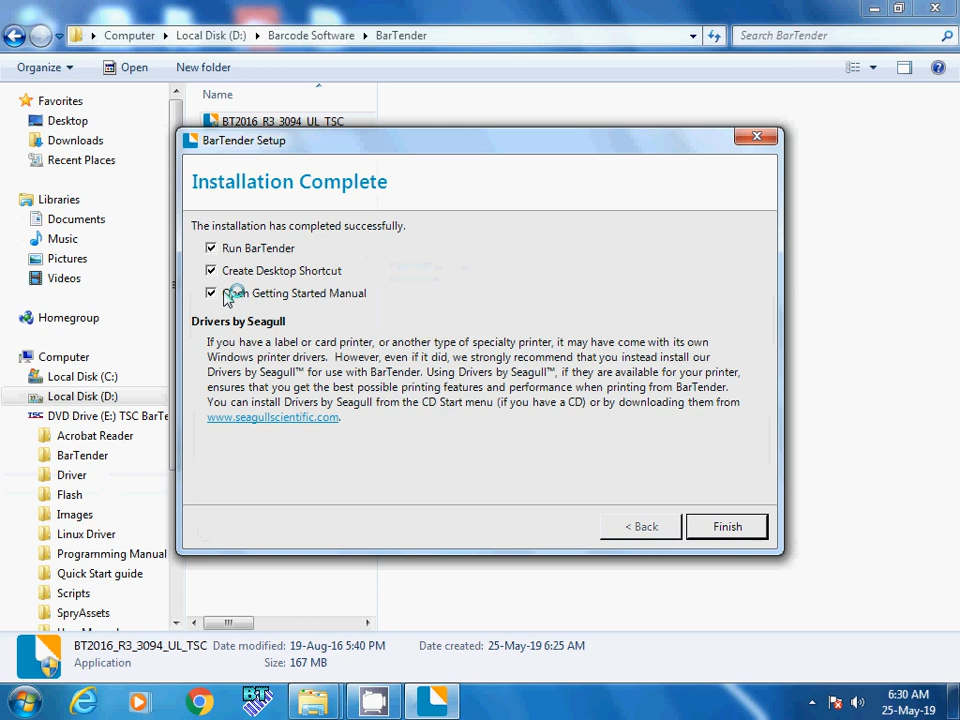 Computer Local Disk (D:) Barcode Software BarTender
Search BarTender
Organize Open New folder
Favorites
Desktop
Downloads
Recent Places
Libraries
Documents
Music
Pictures
Videos
Homegroup
Computer
Local Disk (C:)
Local Disk (D:)
DVD Drive (E:) TSC BarTe
Acrobat Reader
BarTender
Driver
Flash
Images
Linux Driver
Programming Manual
Quick Start guide
Scripts
SpryAssets
Name
BT2016_R3_3094_UL_TSC
BarTender Setup
Installation Complete
The installation has completed successfully.
Run BarTender
Create Desktop Shortcut
Getting Started Manual
Drivers by Seagull
If you have a label or card printer, or another type of specialty printer, it may have come with its own
Windows printer drivers. However, even if it did, we strongly recommend that you instead install our
Drivers by Seagull™ for use with BarTender. Using Drivers by Seagull™, if they are available for your printer,
ensures that you get the best possible printing features and performance when printing from BarTender.
You can install Drivers by Seagull from the CD Start menu (if you have a CD) or by downloading them from
www.seagullscientific.com.
< Back Finish
BT2016_R3_3094_UL_TSC Date modified: 19-Aug-16 5:40 PM Date created: 25-May-19 6:25 AM
Application Size: 167 MB
BT
6:30 AM
25-May-19